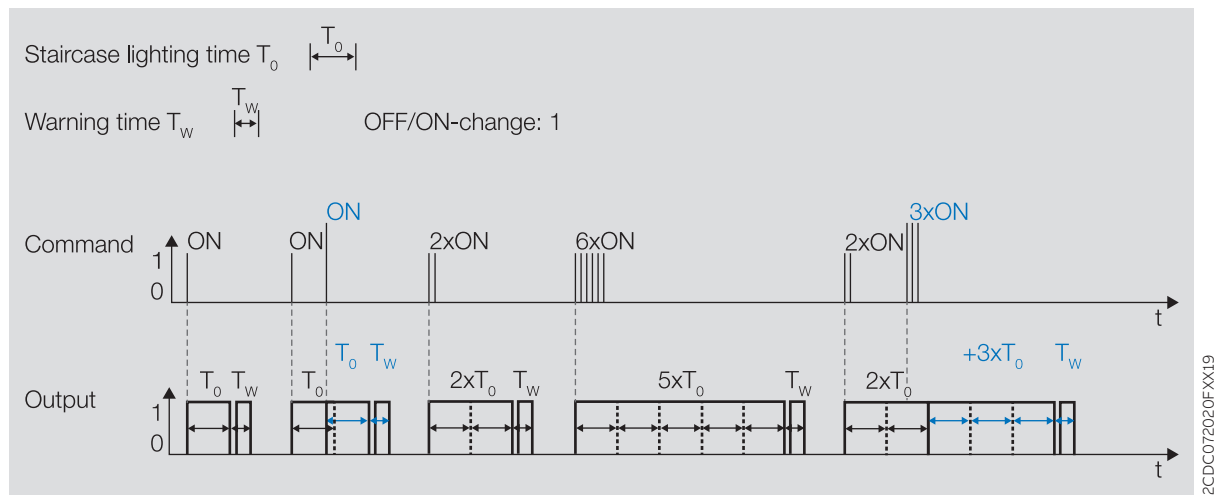 Staircase lighting time T0 T0
Warning time TW TW OFF/ON-change: 1
ON 3xON
Command ON ON 2xON 6xON 2xON
1
0
t
T0 TW +3xT0 TW
T0 TW T0 2xT0 TW 5xT0 TW 2xT0
Output
1
0
t
2CDC072020FXX19